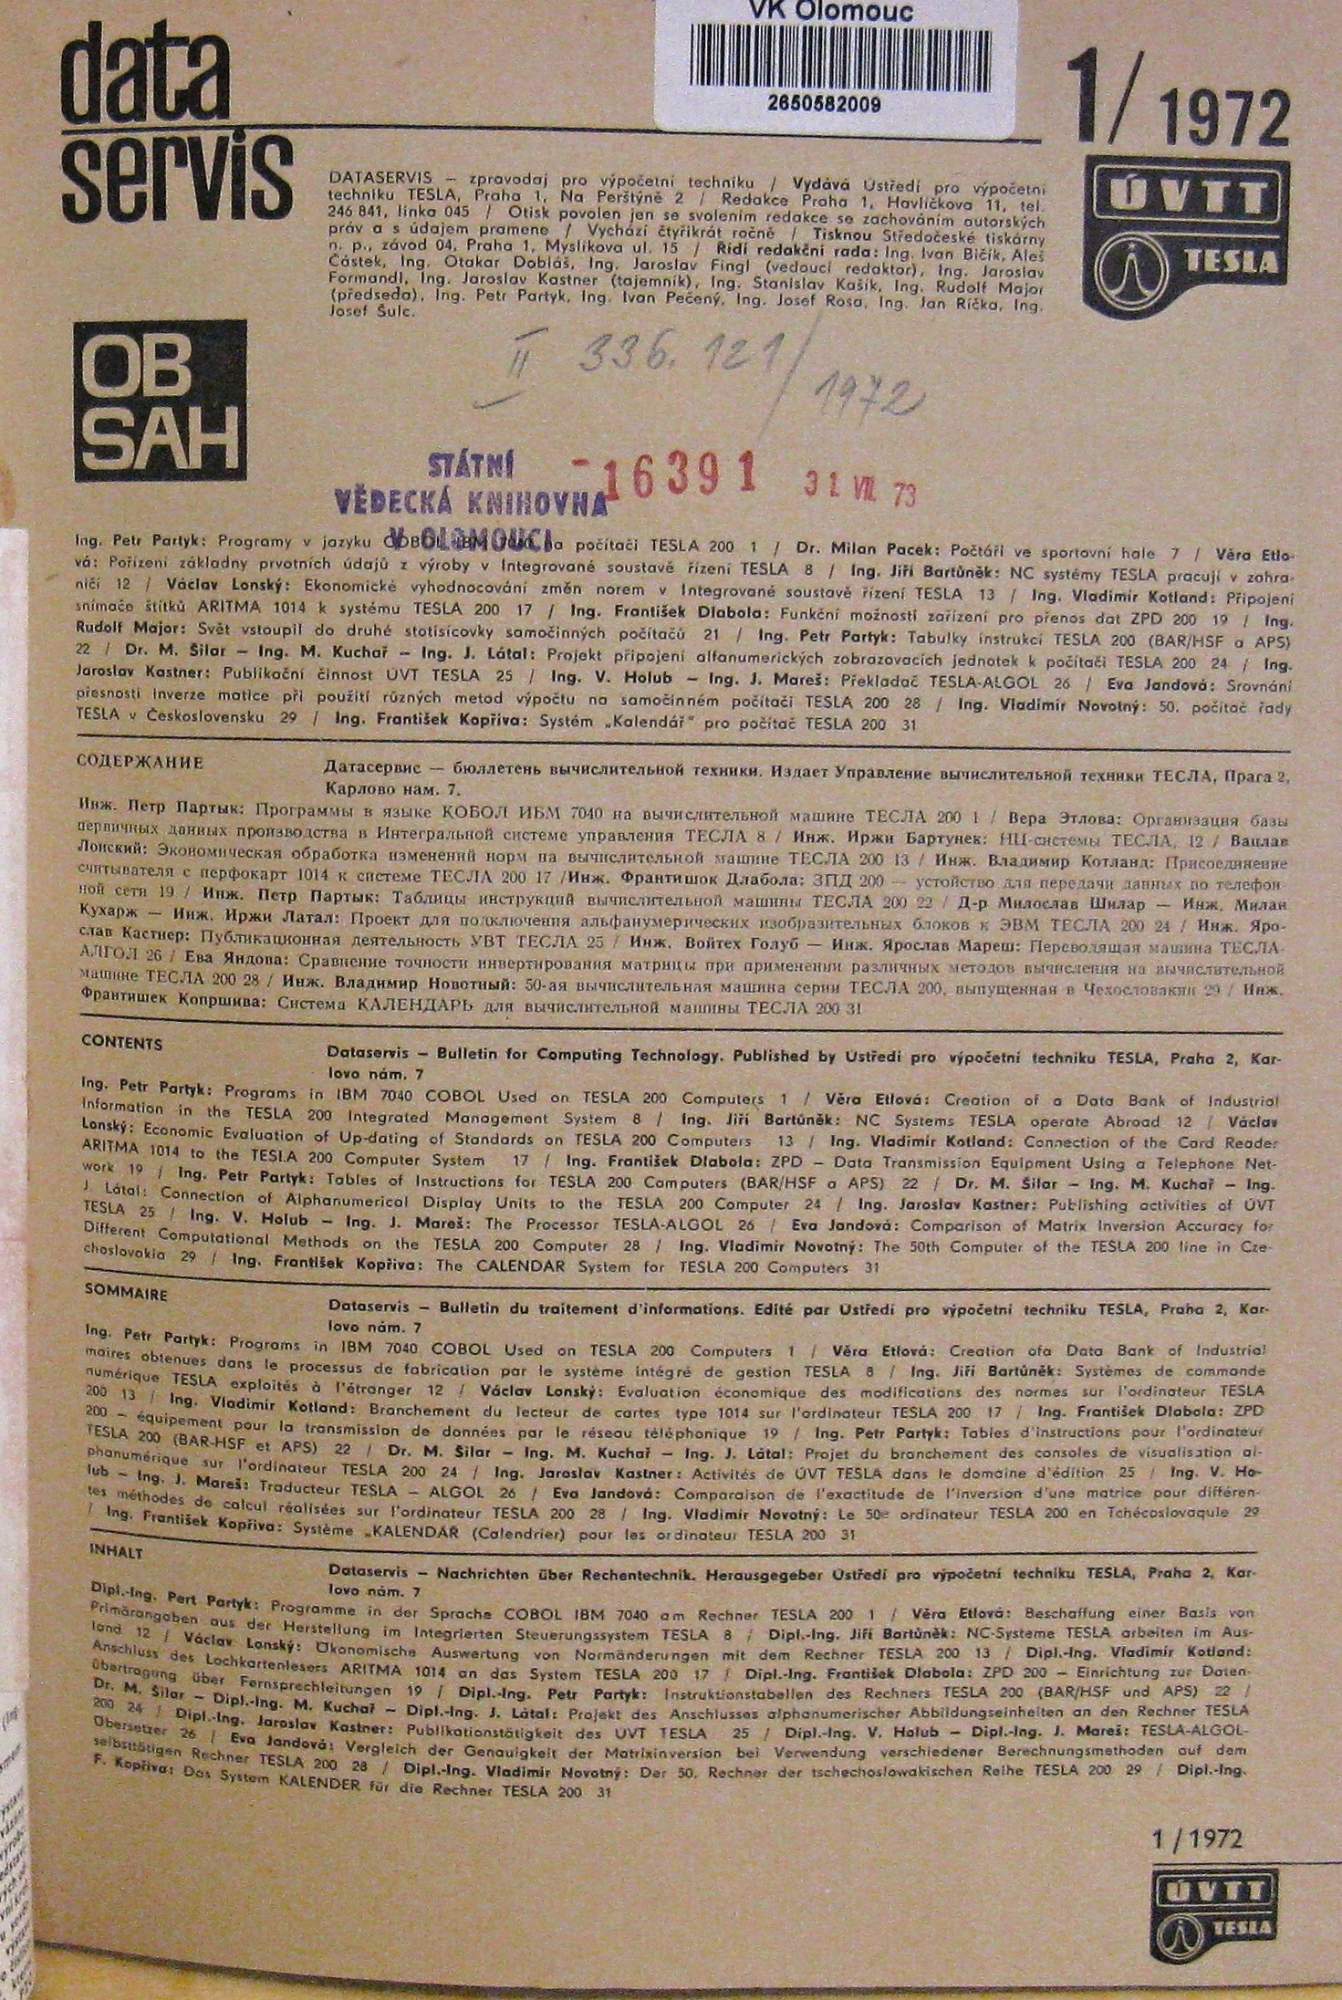 VK Olomouc
2650582009
data
servis
1/1972
ÚVTT
TESLA
DATASERVIS — zpravodaj pro výpočetní techniku / Vydává Ústředí pro výpočetní
techniku TESLA, Praha 1, Na Perštýně 2 / Redakce Praha 1, Havlíčkova 11, tel.
246 841, linka 045 / Otisk povolen jen se svolením redakce se zachováním autorských
práv a s údajem pramene / Vychází čtyřikrát ročně / Tisknou Středočeské tiskárny
n. p., závod 04, Praha 1, Myslíkova ul. 15 / Řídí redakční rada: Ing. Ivan Bičík, Aleš
Částek, Ing. Otakar Dobláš, Ing. Jaroslav Fingl (vedoucí redaktor), Ing. Jaroslav
Formandl, Ing. Jaroslav Kastner (tajemník), Ing. Stanislav Kašík, Ing. Rudolf Major
(předseda), Ing. Petr Partyk, Ing. Ivan Pečený, Ing. Josef Rosa, Ing. Jan Říčka, Ing.
Josef Šulc.
II 336.121/
1972
OB
SAH
STÁTNÍ
VĚDECKÁ KNIHOVNA
V OLOMOUCI
-16391 31. VII. 73
Ing. Petr Partyk: Programy v jazyku COBOL IBM 7040 na počítači TESLA 200 1 / Dr. Milan Pacek: Počtáři ve sportovní hale 7 / Věra Etlo-
vá: Pořízení základny prvotních údajů z výroby v Integrované soustavě řízení TESLA 8 / Ing. Jiří Bartůněk: NC systémy TESLA pracují v zahra-
ničí 12 / Václav Lonský: Ekonomické vyhodnocování změn norem v Integrované soustavě řízení TESLA 13 / Ing. Vladimír Kotland: Připojení
snímače štítků ARITMA 1014 k systému TESLA 200 17 / Ing. František Dlabola: Funkční možnosti zařízení pro přenos dat ZPD 200 19 / Ing.
Rudolf Major: Svět vstoupil do druhé stotisícovky samočinných počítačů 21 / Ing. Petr Partyk: Tabulky instrukcí TESLA 200 (BAR/HSF a APS)
22 / Dr. M. Šilar — Ing. M. Kuchař — Ing. J. Látal: Projekt připojení alfanumerických zobrazovacích jednotek k počítači TESLA 200 24 / Ing.
Jaroslav Kastner: Publikační činnost ÚVT TESLA 25 / Ing. V. Holub — Ing. J. Mareš: Překladač TESLA-ALGOL 26 / Eva Jandová: Srovnání
přesnosti inverze matice při použití různých metod výpočtu na samočinném počítači TESLA 200 28 / Ing. Vladimír Novotný: 50. počítač řady
TESLA v Československu 29 / Ing. František Kopřiva: Systém „Kalendář" pro počítač TESLA 200 31
СОДЕРЖАНИЕ
Датасервис — бюллетень вычислительной техники. Издает Управление вычислительной техники ТЕСЛА, Прага 2,
Карлово нам. 7.
Инж. Петр Партык: Программы в языке КОБОЛ ИБМ 7040 на вычислительной машине ТЕСЛА 200 1 / Вера Этлова: Организация базы
первичных данных производства в Интегральной системе управления ТЕСЛА 8 / Инж. Иржи Бартунек: НЦ-системы ТЕСЛА, 12 / Вацлав
Лонский: Экономическая обработка изменений норм на вычислительной машине ТЕСЛА 200 13 / Инж. Владимир Котланд: Присоединение
считывателя с перфокарт 1014 к системе ТЕСЛА 200 17 /Инж. Франтишок Длабола: ЗПД 200 — устройство для передачи данных по телефон-
ной сети 19 / Инж. Петр Партык: Таблицы инструкций вычислительной машины ТЕСЛА 200 22 / Д-р Милослав Шилар — Инж. Милан
Кухарж — Инж. Иржи Латал: Проект для подключения альфанумерических изобразительных блоков к ЭВМ ТЕСЛА 200 24 / Инж. Яро-
слав Кастнер: Публикационная деятельность УВТ ТЕСЛА 25 / Инж. Войтех Голуб — Инж. Ярослав Мареш: Переводящая машина ТЕСЛА-
АЛГОЛ 26 / Ева Яндова: Сравнение точности инвертирования матрицы при применении различных методов вычисления на вычислительной
машине ТЕСЛА 200 28 / Инж. Владимир Новотный: 50-ая вычислительная машина серии ТЕСЛА 200, выпущенная в Чехословакии 29 / Инж.
Франтишек Копршива: Система КАЛЕНДАРЬ для вычислительной машины ТЕСЛА 200 31
CONTENTS
Dataservis — Bulletin for Computing Technology. Published by Ústředí pro výpočetní techniku TESLA, Praha 2, Kar-
lovo nám. 7
Ing. Petr Partyk: Programs in IBM 7040 COBOL Used on TESLA 200 Computers 1 / Věra Etlová: Creation of a Data Bank of Industrial
Information in the TESLA 200 Integrated Management System 8 / Ing. Jiří Bartůněk: NC Systems TESLA operate Abroad 12 / Václav
Lonský: Economic Evaluation of Up-dating of Standards on TESLA 200 Computers 13 / Ing. Vladimír Kotland: Connection of the Card Reader
ARITMA 1014 to the TESLA 200 Computer System 17 / Ing. František Dlabola: ZPD — Data Transmission Equipment Using a Telephone Net-
work 19 / Ing. Petr Partyk: Tables of Instructions for TESLA 200 Computers (BAR/HSF a APS) 22 / Dr. M. Šilar — Ing. M. Kuchař — Ing.
J. Látal: Connection of Alphanumerical Display Units to the TESLA 200 Computer 24 / Ing. Jaroslav Kastner: Publishing activities of ÚVT
TESLA 25 / Ing. V. Holub — Ing. J. Mareš: The Processor TESLA-ALGOL 26 / Eva Jandová: Comparison of Matrix Inversion Accuracy for
Different Computational Methods on the TESLA 200 Computer 28 / Ing. Vladimír Novotný: The 50th Computer of the TESLA 200 line in Cze-
choslovakia 29 / Ing. František Kopřiva: The CALENDAR System for TESLA 200 Computers 31
SOMMAIRE
Dataservis — Bulletin du traitement d'informations. Edité par Ústředí pro výpočetní techniku TESLA, Praha 2, Kar-
lovo nám. 7
Ing. Petr Partyk: Programs in IBM 7040 COBOL Used on TESLA 200 Computers 1 / Věra Etlová: Creation ofa Data Bank of Industrial
maires obtenues dans le processus de fabrication par le système intégré de gestion TESLA 8 / Ing. Jiří Bartůněk: Systèmes de commande
numérique TESLA exploités à l'étranger 12 / Václav Lonský: Evaluation économique des modifications des normes sur l'ordinateur TESLA
200 13 / Ing. Vladimír Kotland: Branchement du lecteur de cartes type 1014 sur l'ordinateur TESLA 200 17 / Ing. František Dlabola: ZPD
200 — équipement pour la transmission de données par le réseau téléphonique 19 / Ing. Petr Partyk: Tables d'instructions pour l'ordinateur
TESLA 200 (BAR-HSF et APS) 22 / Dr. M. Šilar — Ing. M. Kuchař — Ing. J. Látal: Projet du branchement des consoles de visualisation al-
phanumérique sur l'ordinateur TESLA 200 24 / Ing. Jaroslav Kastner: Activités de ÚVT TESLA dans le domaine d'édition 25 / Ing. V. Ho-
lub — Ing. J. Mareš: Traducteur TESLA — ALGOL 26 / Eva Jandová: Comparaison de l'exactitude de l'inversion d'une matrice pour différen-
tes méthodes de calcul réalisées sur l'ordinateur TESLA 200 28 / Ing. Vladimír Novotný: Le 50e ordinateur TESLA 200 en Tchécoslovaquie 29
/ Ing. František Kopřiva: Système „KALENDÁŘ (Calendrier) pour les ordinateur TESLA 200 31
INHALT
Dataservis — Nachrichten über Rechentechnik. Herausgegeber Ústředí pro výpočetní techniku TESLA, Praha 2, Kar-
lovo nám. 7
Dipl.-Ing. Pert Partyk: Programme in der Sprache COBOL IBM 7040 am Rechner TESLA 200 1 / Věra Etlová: Beschaffung einer Basis von
Primärangaben aus der Herstellung im Integrierten Steuerungssystem TESLA 8 / Dipl.-Ing. Jiří Bartůněk: NC-Systeme TESLA arbeiten im Aus-
land 12 / Václav Lonský: Ökonomische Auswertung von Normänderungen mit dem Rechner TESLA 200 13 / Dipl.-Ing. Vladimír Kotland:
Anschluss des Lochkartenlesers ARITMA 1014 an das System TESLA 200 17 / Dipl.-Ing. František Dlabola: ZPD 200 — Einrichtung zur Daten-
übertragung über Fernsprechleitungen 19 / Dipl.-Ing. Petr Partyk: Instruktionstabellen des Rechners TESLA 200 (BAR/HSF und APS) 22 /
Dr. M. Šilar — Dipl.-Ing. M. Kuchař — Dipl.-Ing. J. Látal: Projekt des Anschlusses alphanumerischer Abbildungseinheiten an den Rechner TESLA
200 24 / Dipl.-Ing. Jaroslav Kastner: Publikationstätigkeit des UVT TESLA 25 / Dipl.-Ing. V. Holub — Dipl.-Ing. J. Mareš: TESLA-ALGOL-
Übersetzer 26 / Eva Jandová: Vergleich der Genauigkeit der Matrixinversion bei Verwendung verschiedener Berechnungsmethoden auf dem
selbsttätigen Rechner TESLA 200 28 / Dipl.-Ing. Vladimír Novotný: Der 50. Rechner der tschechoslowakischen Reihe TESLA 200 29 / Dipl.-Ing.
F. Kopřiva: Das System KALENDER für die Rechner TESLA 200 31
1/1972
ÚVTT
TESLA